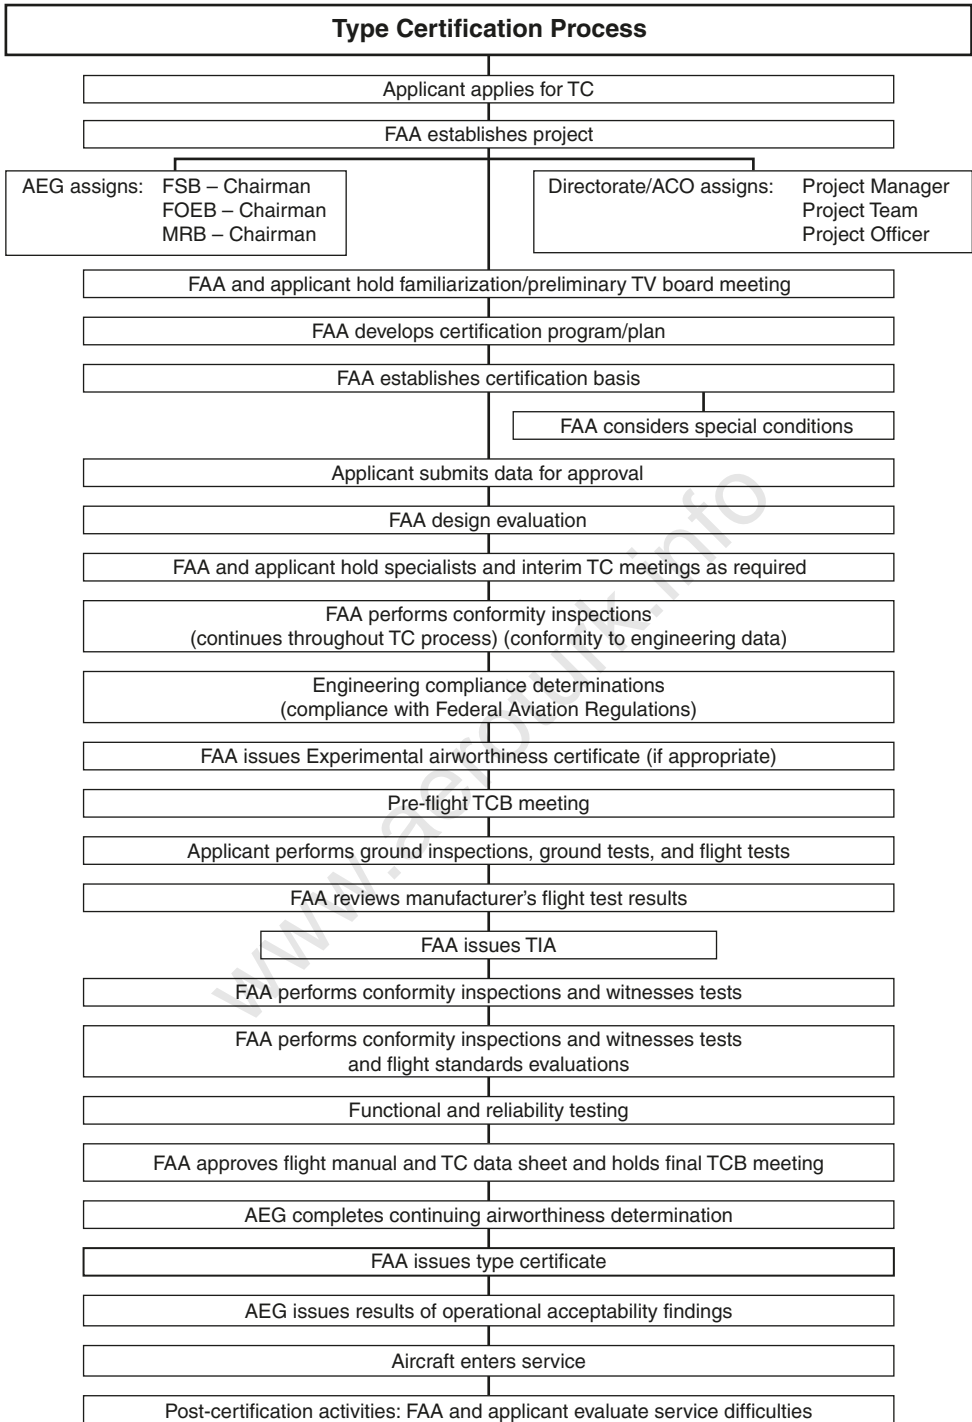 Type Certification Process
Applicant applies for TC
FAA establishes project
AEG assigns: FSB – Chairman
FOEB – Chairman
MRB – Chairman
Directorate/ACO assigns: Project Manager
Project Team
Project Officer
FAA and applicant hold familiarization/preliminary TV board meeting
FAA develops certification program/plan
FAA establishes certification basis
FAA considers special conditions
Applicant submits data for approval
FAA design evaluation
FAA and applicant hold specialists and interim TC meetings as required
FAA performs conformity inspections
(continues throughout TC process) (conformity to engineering data)
Engineering compliance determinations
(compliance with Federal Aviation Regulations)
FAA issues Experimental airworthiness certificate (if appropriate)
Pre-flight TCB meeting
Applicant performs ground inspections, ground tests, and flight tests
FAA reviews manufacturer's flight test results
FAA issues TIA
FAA performs conformity inspections and witnesses tests
FAA performs conformity inspections and witnesses tests
and flight standards evaluations
Functional and reliability testing
FAA approves flight manual and TC data sheet and holds final TCB meeting
AEG completes continuing airworthiness determination
FAA issues type certificate
AEG issues results of operational acceptability findings
Aircraft enters service
Post-certification activities: FAA and applicant evaluate service difficulties
www.aeroturk.info